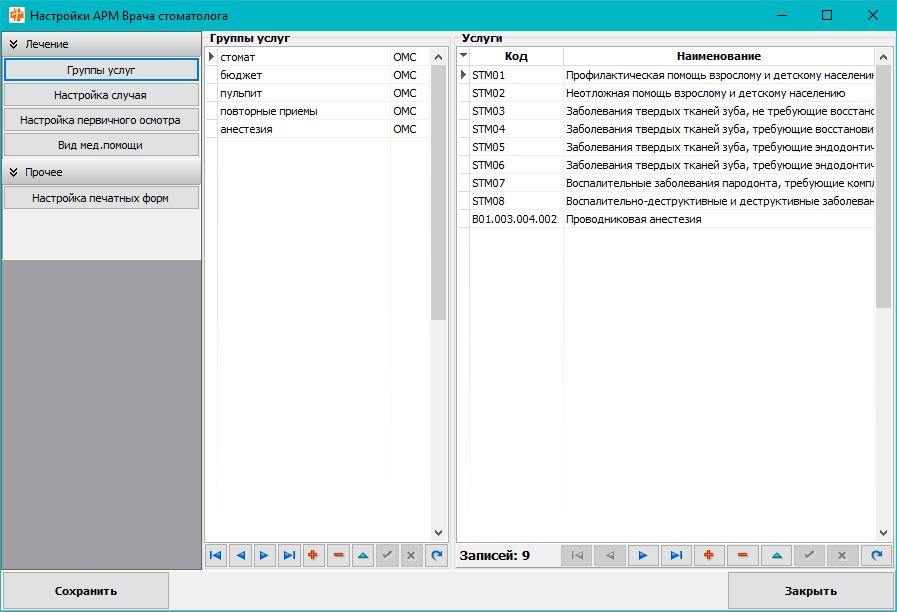 Настройки АРМ Врача стоматолога
Лечение
Группы услуг
Настройка случая
Настройка первичного осмотра
Вид мед.помощи
Прочее
Настройка печатных форм
Группы услуг
стомат ОМС
бюджет ОМС
пульпит ОМС
повторные приемы ОМС
анестезия ОМС
Услуги
Код Наименование
STM01 Профилактическая помощь взрослому и детскому населени
STM02 Неотложная помощь взрослому и детскому населению
STM03 Заболевания твердых тканей зуба, не требующие восстанс
STM04 Заболевания твердых тканей зуба, требующие восстанови
STM05 Заболевания твердых тканей зуба, требующие эндодонтич
STM06 Заболевания твердых тканей зуба, требующие эндодонтич
STM07 Воспалительные заболевания пародонта, требующие компл
STM08 Воспалительно-деструктивные и деструктивные заболеван
B01.003.004.002 Проводниковая анестезия
Записей: 9
Сохранить
Закрыть